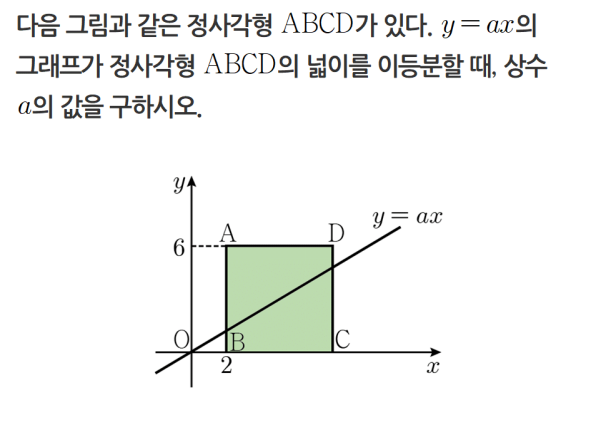 다음 그림과 같은 정사각형 ABCD가 있다. y=ax의
그래프가 정사각형 ABCD의 넓이를 이등분할 때, 상수
a의 값을 구하시오.
y
A
D
y=ax
6
O
B
C
2
x